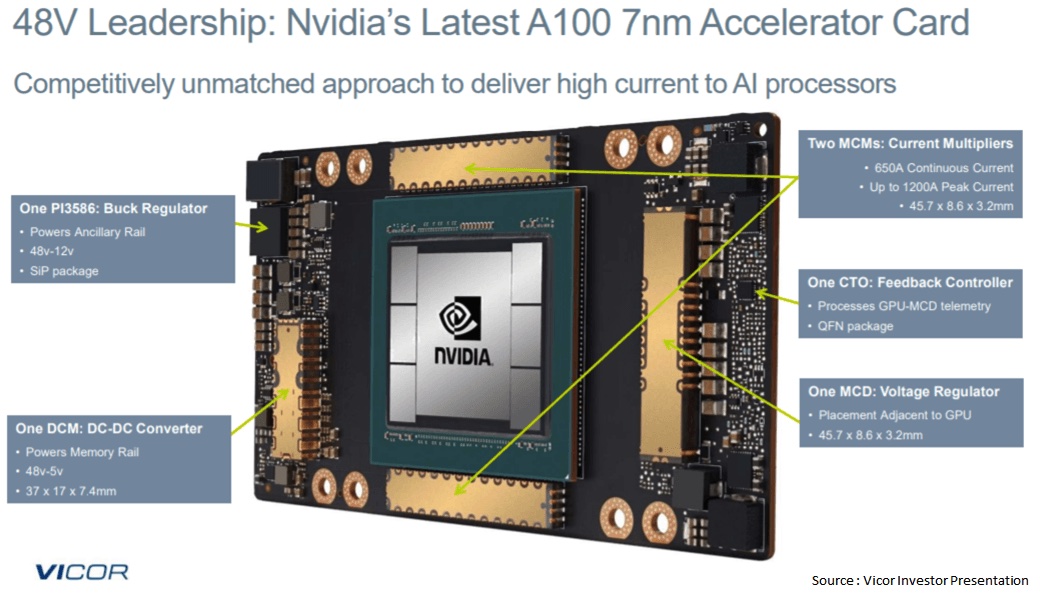 48V Leadership: Nvidia's Latest A100 7nm Accelerator Card
Competitively unmatched approach to deliver high current to AI processors
Two MCMs: Current Multipliers
• 650A Continuous Current
• Up to 1200A Peak Current
• 45.7 x 8.6 x 3.2mm
One PI3586: Buck Regulator
• Powers Ancillary Rail
• 48v-12v
• SiP package
One CTO: Feedback Controller
• Processes GPU-MCD telemetry
• QFN package
NVIDIA.
One MCD: Voltage Regulator
• Placement Adjacent to GPU
• 45.7 x 8.6 x 3.2mm
One DCM: DC-DC Converter
• Powers Memory Rail
• 48v-5v
• 37 x 17 x 7.4mm
VICOR
Source : Vicor Investor Presentation